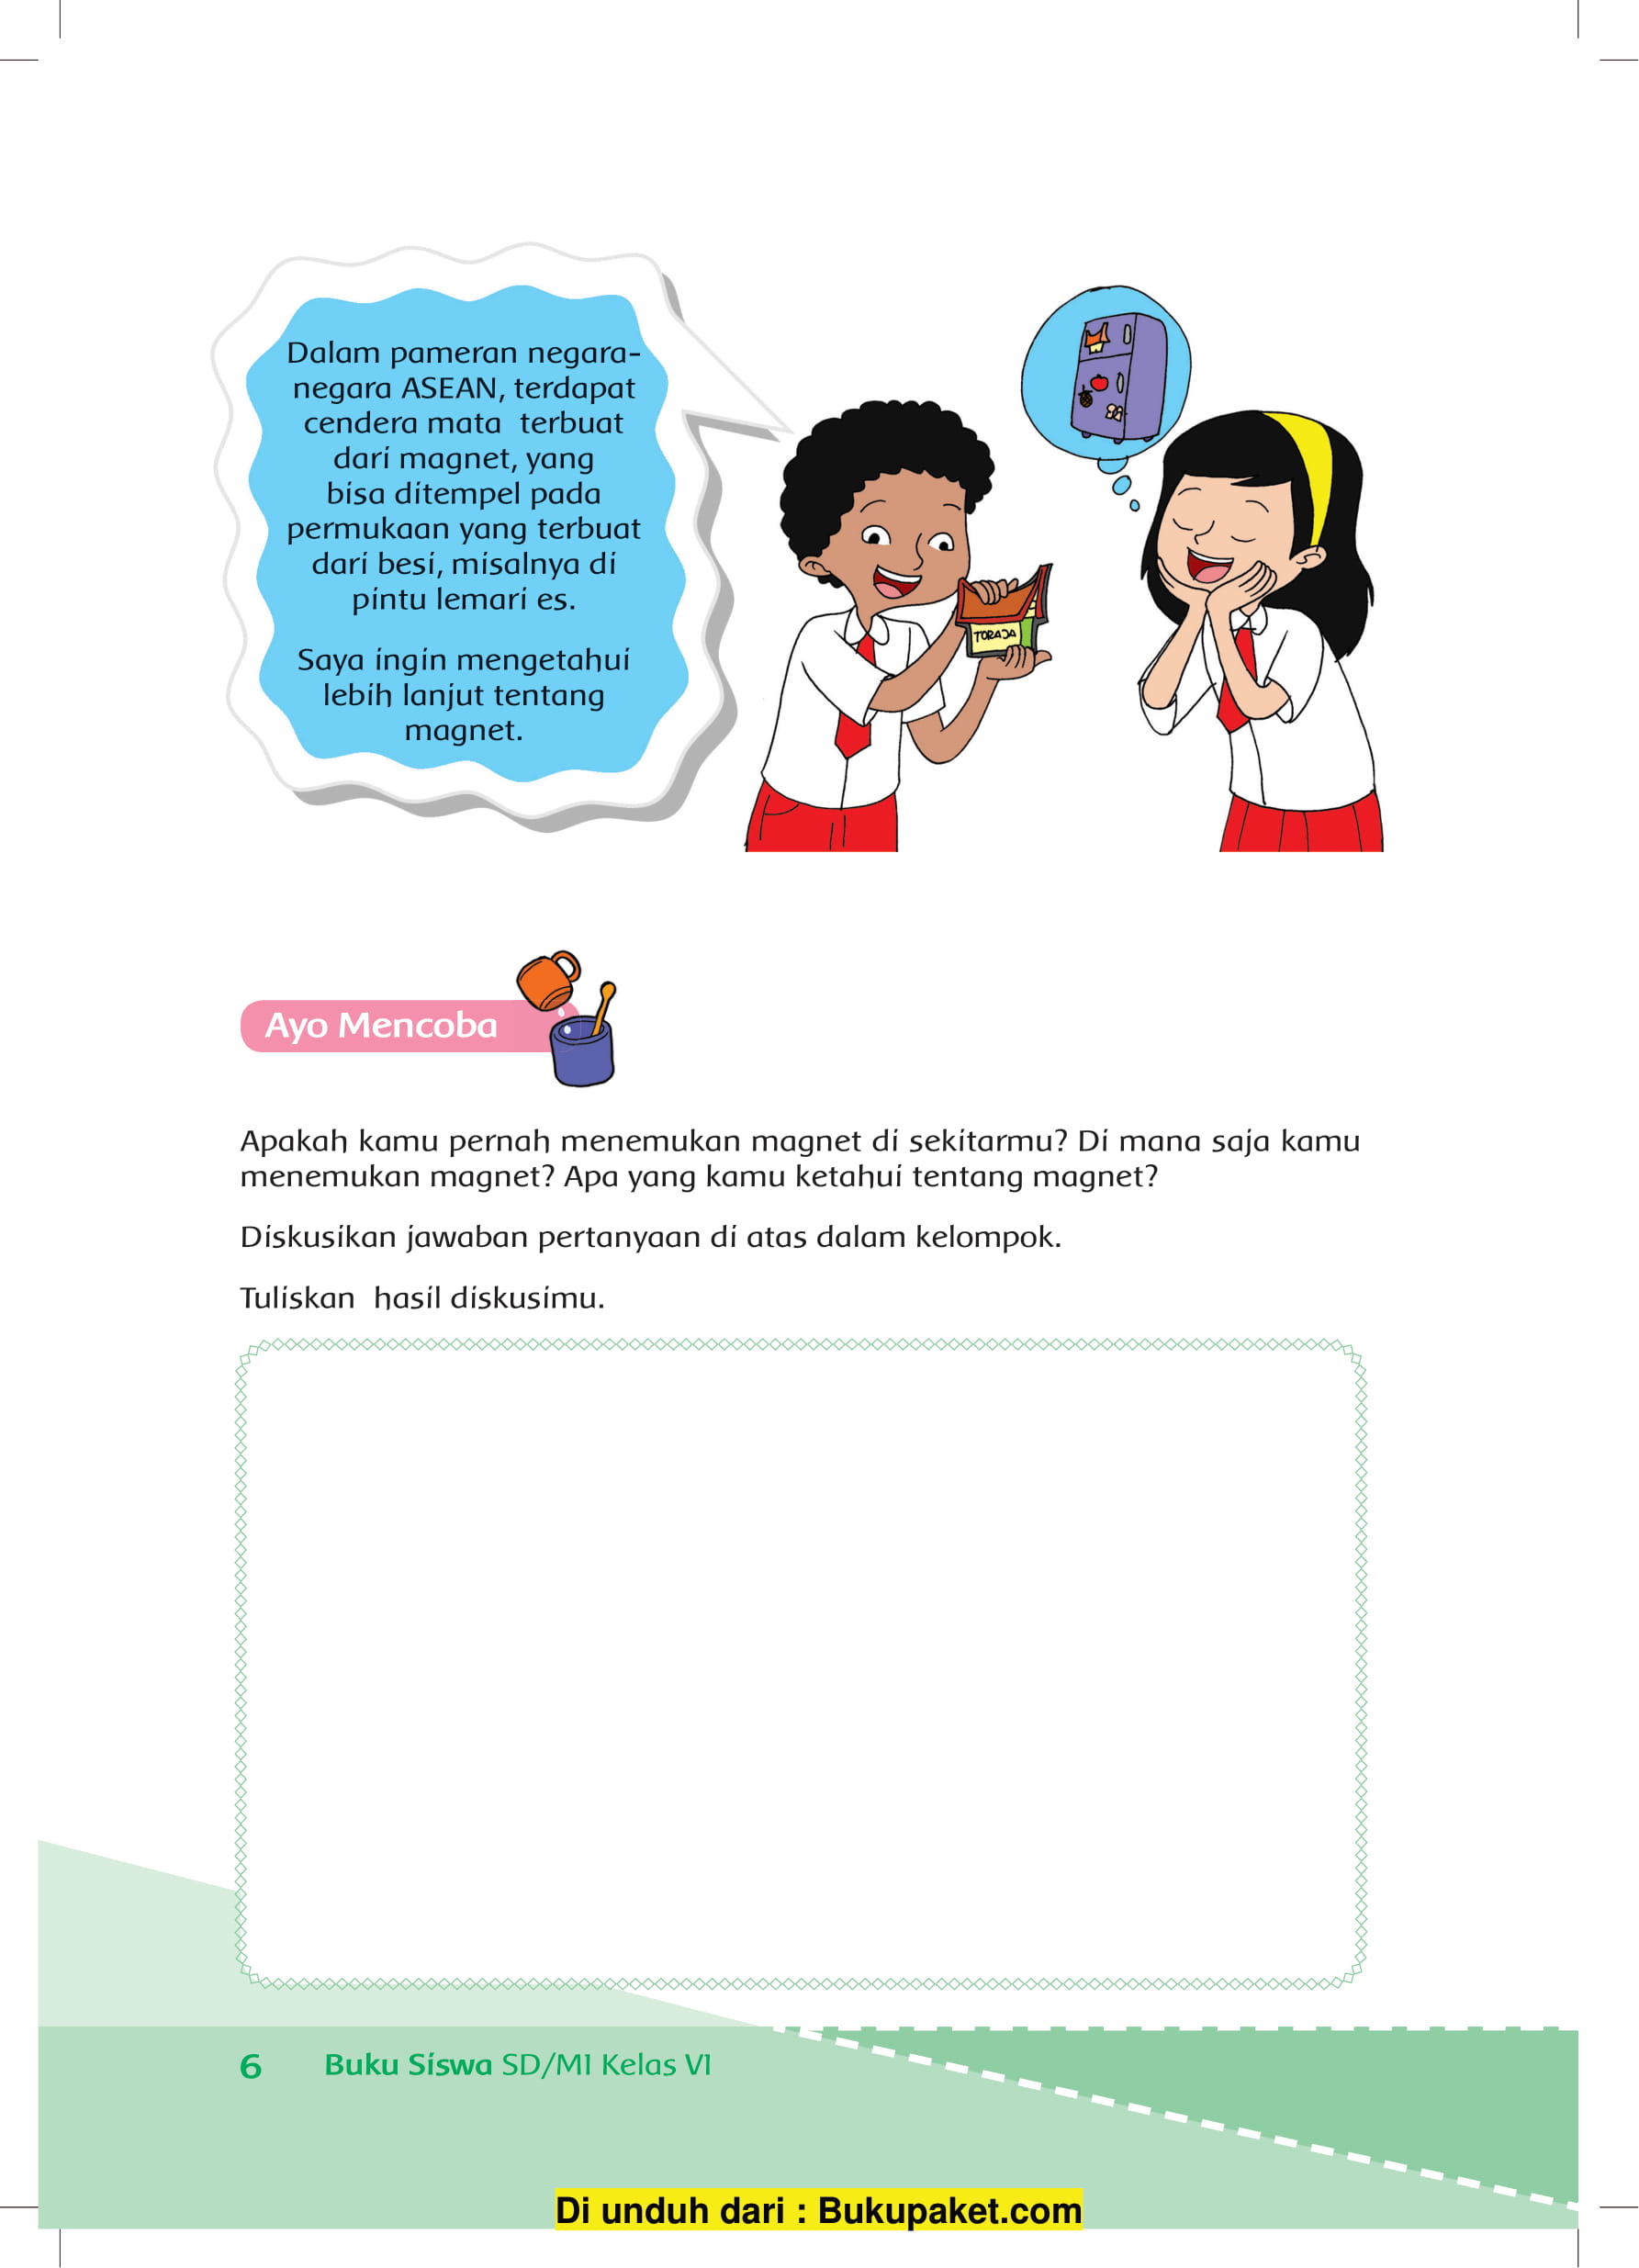 Dalam pameran negara-
negara ASEAN, terdapat
cendera mata  terbuat
dari magnet, yang
bisa ditempel pada
permukaan yang terbuat
dari besi, misalnya di
pintu lemari es.
Saya ingin mengetahui
lebih lanjut tentang
magnet.
TORAJA
Ayo Mencoba
Apakah kamu pernah menemukan magnet di sekitarmu? Di mana saja kamu
menemukan magnet? Apa yang kamu ketahui tentang magnet?
Diskusikan jawaban pertanyaan di atas dalam kelompok.
Tuliskan  hasil diskusimu.
6 Buku Siswa SD/MI Kelas VI
Di unduh dari : Bukupaket.com